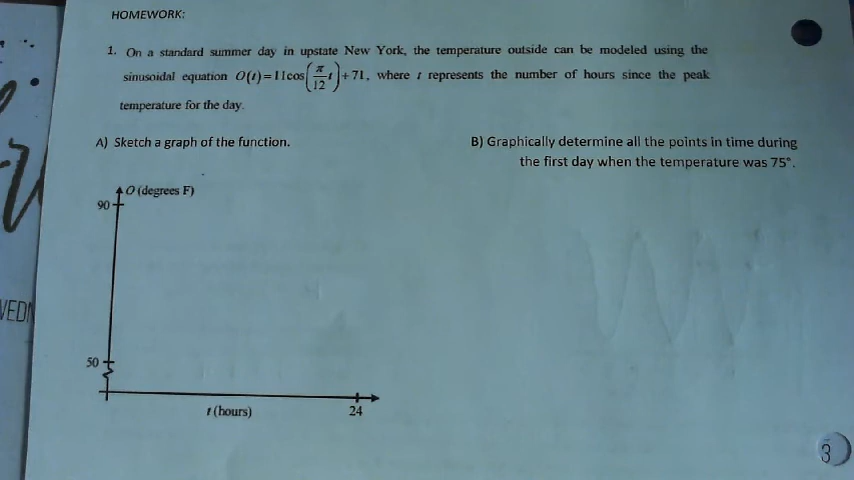 HOMEWORK:
1. On a standard summer day in upstate New York, the temperature outside can be modeled using the
sinusoidal equation O(t)=11cos(π/12 t)+71, where t represents the number of hours since the peak
temperature for the day.
A) Sketch a graph of the function.
B) Graphically determine all the points in time during
the first day when the temperature was 75°.
O (degrees F)
90
50
t (hours)
24
VEDN
3